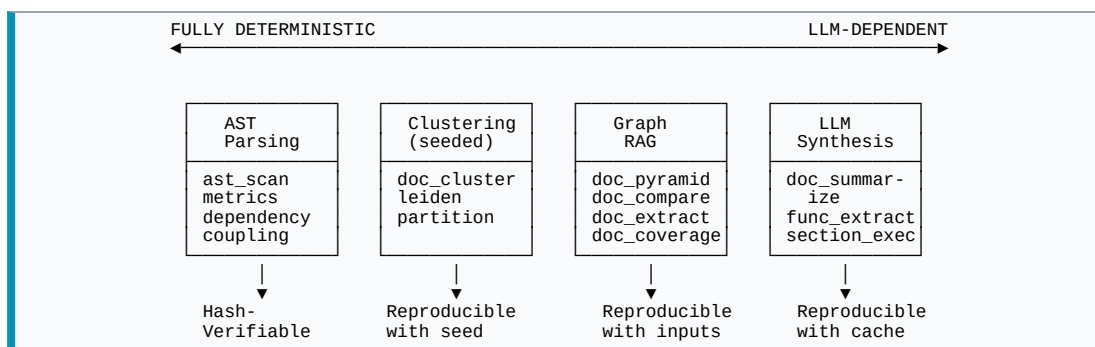 FULLY DETERMINISTIC LLM-DEPENDENT
AST Clustering Graph LLM
Parsing (seeded) RAG Synthesis
ast_scan doc_cluster doc_pyramid doc_summar-
metrics leiden doc_compare ize
dependency partition doc_extract func_extract
coupling doc_coverage section_exec
Hash- Reproducible Reproducible Reproducible
Verifiable with seed with inputs with cache